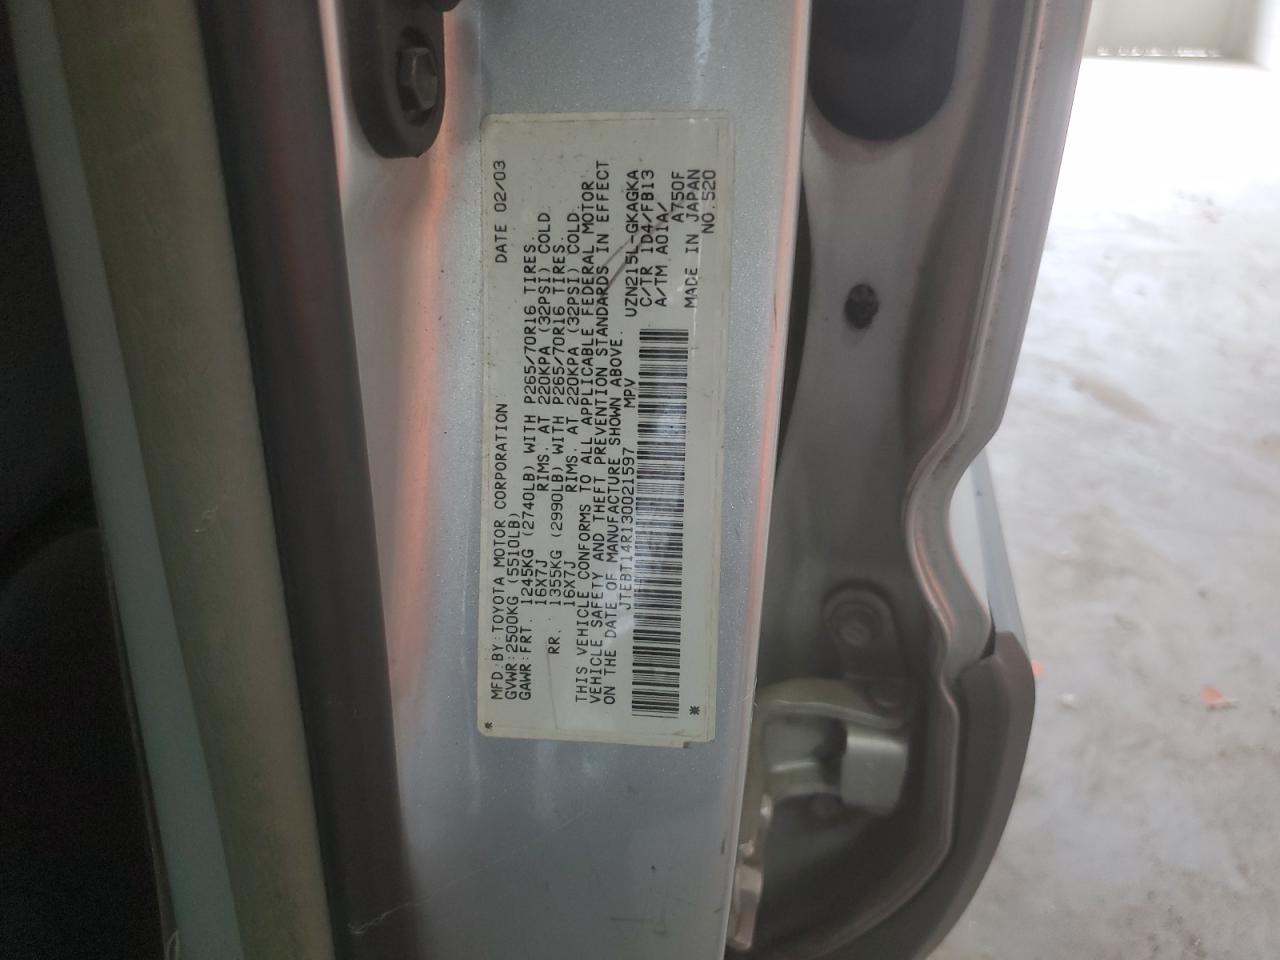 MFD.BY:TOYOTA MOTOR CORPORATION DATE 02/03
GVWR:2500KG (5510LB)
GAWR:FRT. 1245KG (2740LB) WITH P265/70R16 TIRES.
16X7J RIMS. AT 220KPA (32PSI) COLD.
RR. 1355KG (2990LB) WITH P265/70R16 TIRES.
16X7J RIMS. AT 220KPA (32PSI) COLD.
THIS VEHICLE CONFORMS TO ALL APPLICABLE FEDERAL MOTOR
VEHICLE SAFETY AND THEFT PREVENTION STANDARDS IN EFFECT
ON THE DATE OF MANUFACTURE SHOWN ABOVE.
JTEBT14R130021597 MPV UZN215L-GKAGKA
C/TR 1D4/FB13
A/TM A01A/
A750F
MADE IN JAPAN
NO.520